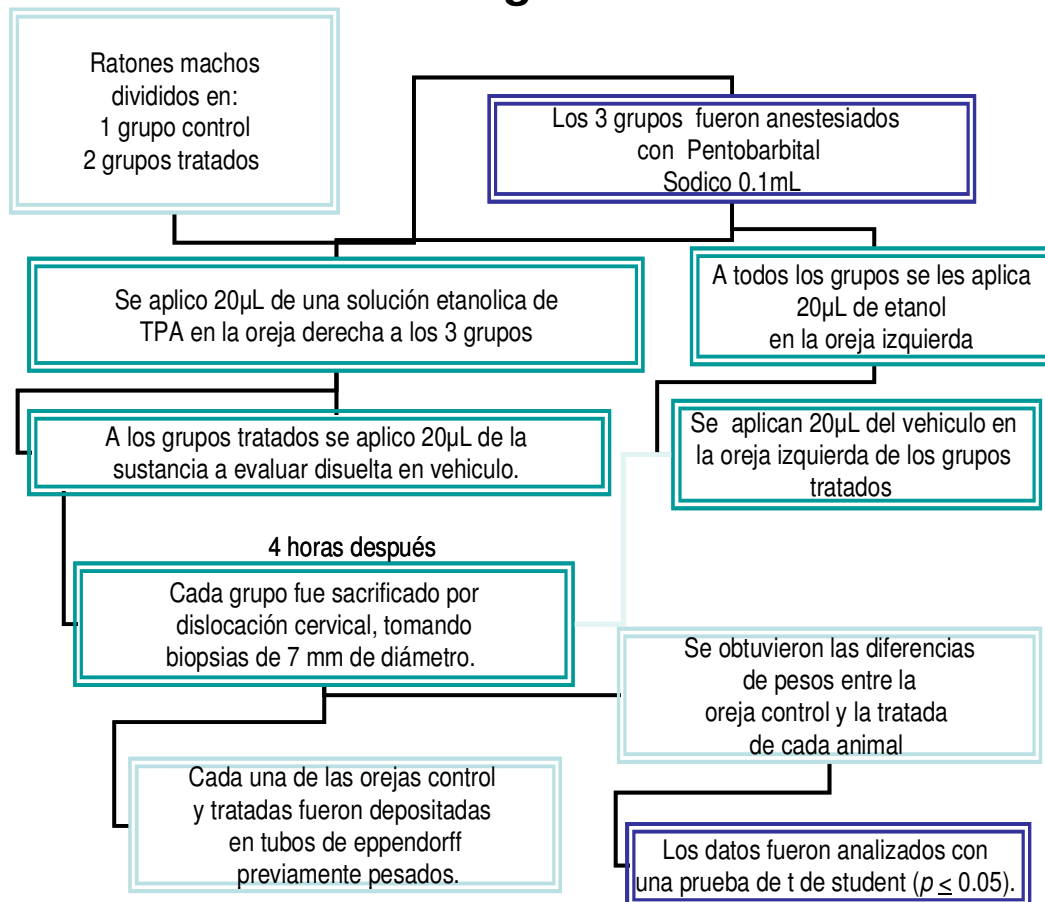 Ratones machos
divididos en:
1 grupo control
2 grupos tratados
Los 3 grupos fueron anestesiados
con Pentobarbital
Sodico 0.1mL
Se aplico 20µL de una solución etanolica de
TPA en la oreja derecha a los 3 grupos
A todos los grupos se les aplica
20µL de etanol
en la oreja izquierda
A los grupos tratados se aplico 20µL de la
sustancia a evaluar disuelta en vehiculo.
Se aplican 20µL del vehiculo en
la oreja izquierda de los grupos
tratados
4 horas después
Cada grupo fue sacrificado por
dislocación cervical, tomando
biopsias de 7 mm de diámetro.
Se obtuvieron las diferencias
de pesos entre la
oreja control y la tratada
de cada animal
Cada una de las orejas control
y tratadas fueron depositadas
en tubos de eppendorff
previamente pesados.
Los datos fueron analizados con
una prueba de t de student (p ≤ 0.05).